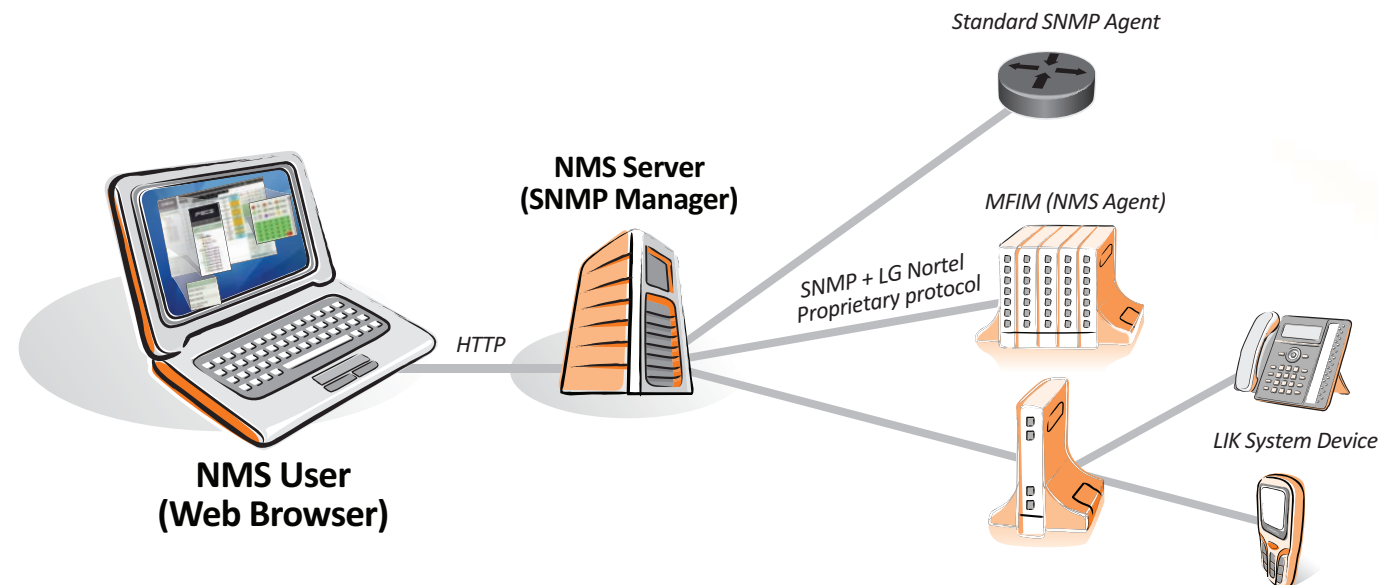 Standard SNMP Agent
NMS Server
(SNMP Manager)
MFIM (NMS Agent)
SNMP + LG Nortel
Proprietary protocol
HTTP
LIK System Device
NMS User
(Web Browser)